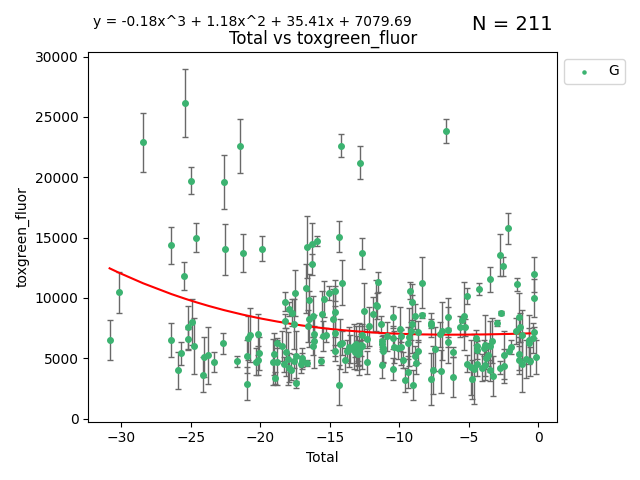 y = -0.18x^3 + 1.18x^2 + 35.41x + 7079.69
N = 211
Total vs toxgreen_fluor
G
toxgreen_fluor
30000
25000
20000
15000
10000
5000
0
−30
−25
−20
−15
−10
−5
0
Total